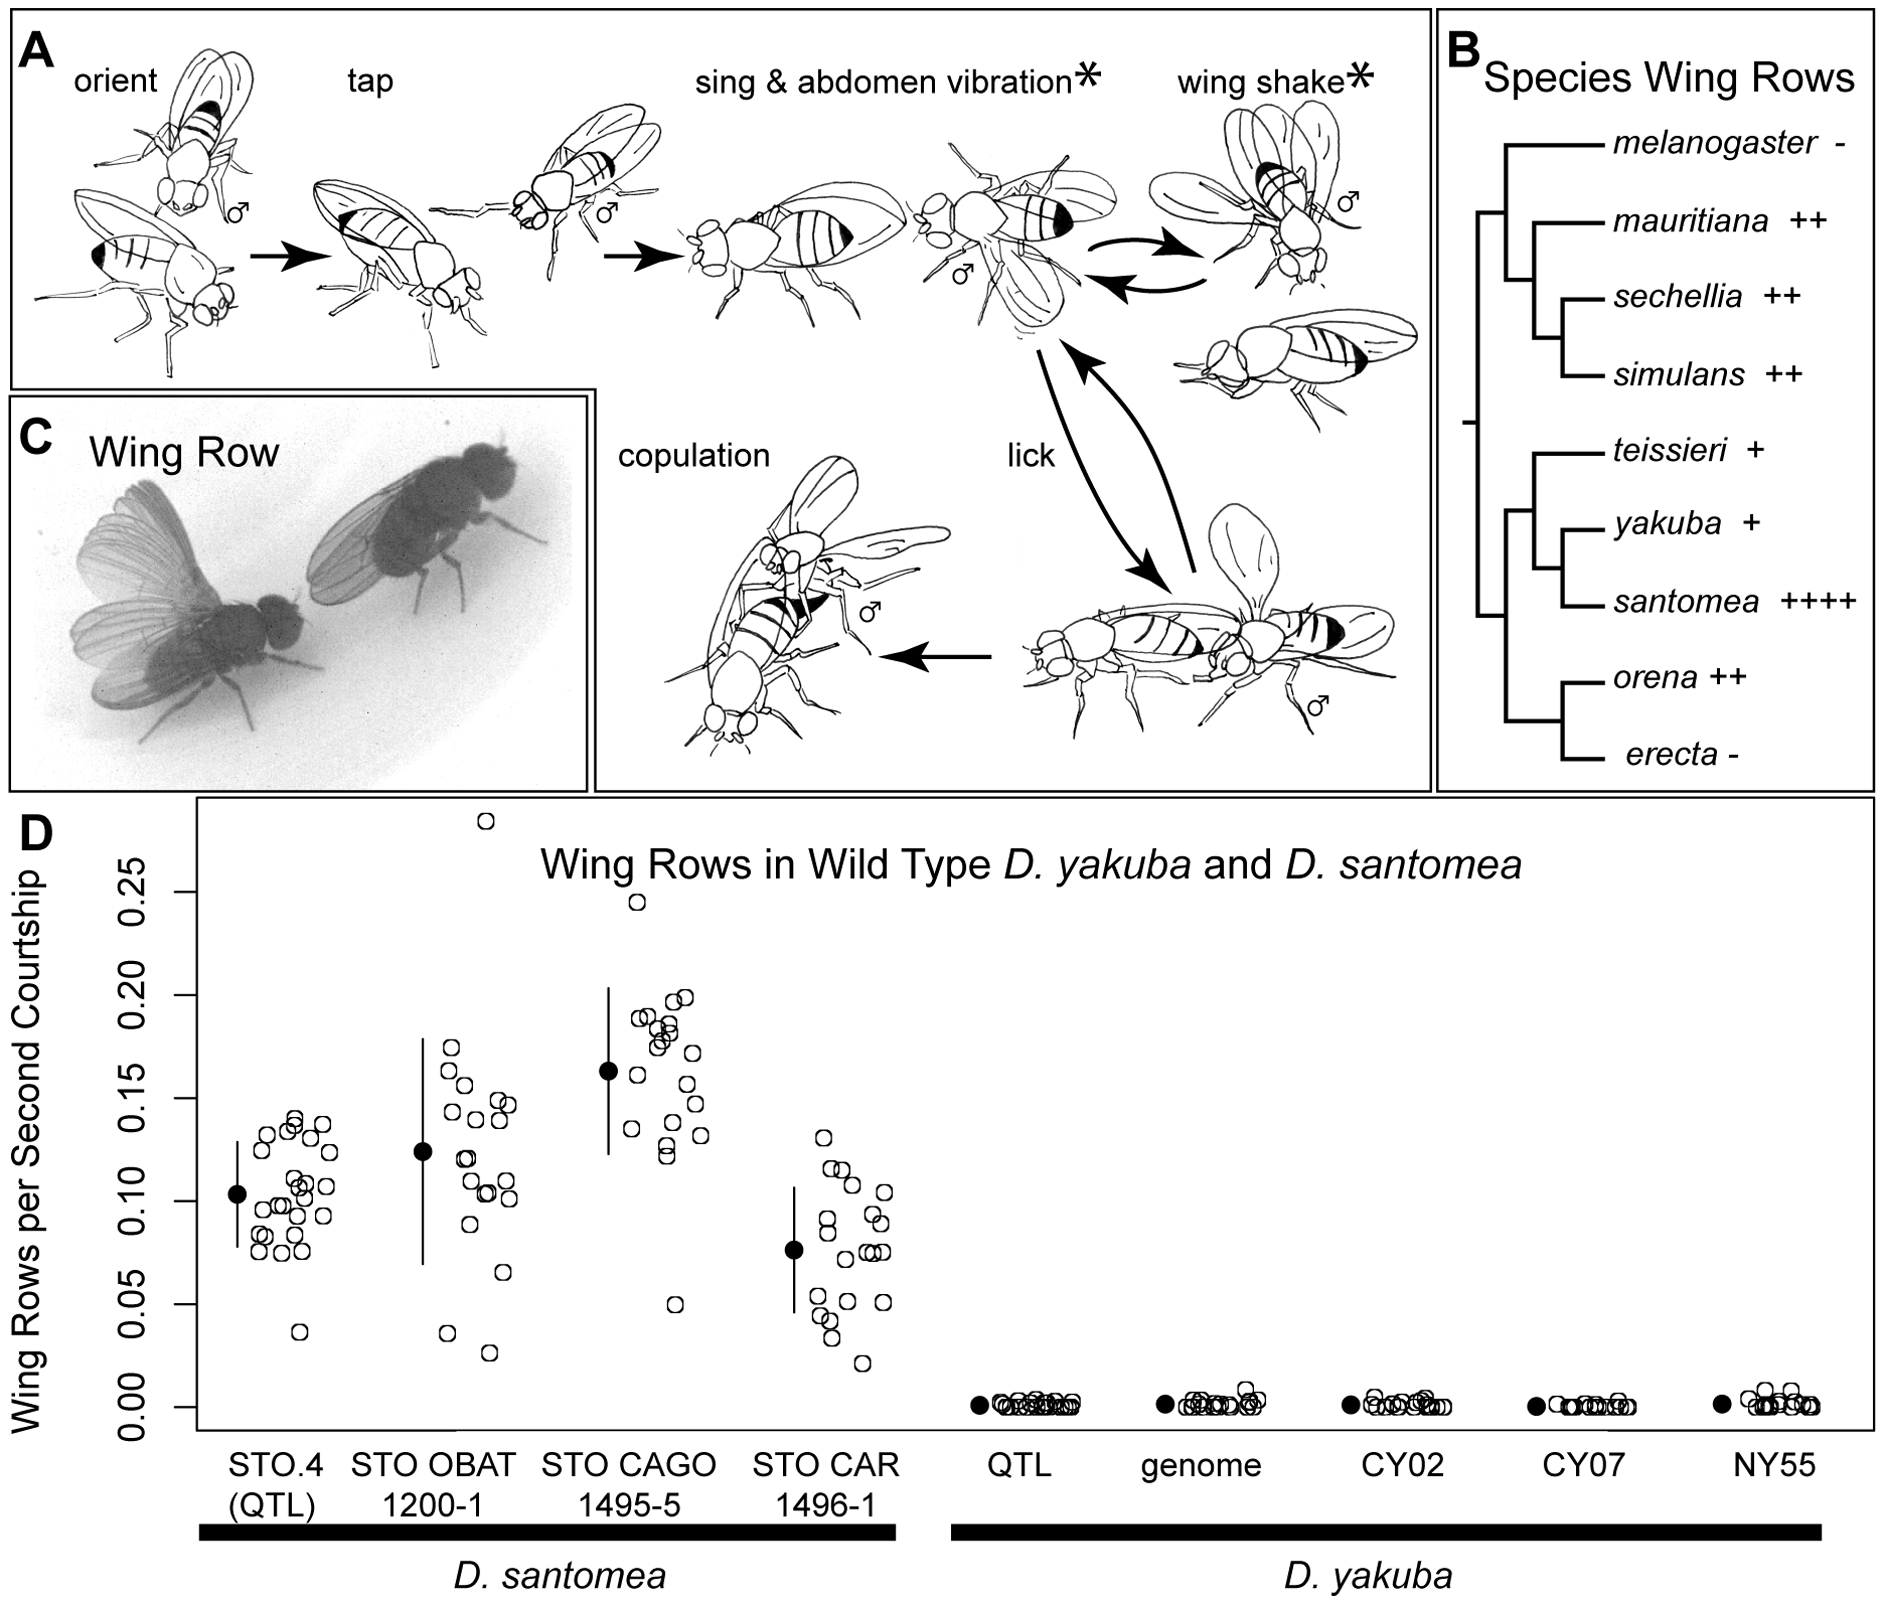 A
orient
tap
sing & abdomen vibration*
wing shake*
♂
♂
♂
♂
copulation
lick
♂
♂
B
Species Wing Rows
melanogaster -
mauritiana ++
sechellia ++
simulans ++
teissieri +
yakuba +
santomea ++++
orena ++
erecta -
C
Wing Row
D
Wing Rows in Wild Type D. yakuba and D. santomea
Wing Rows per Second Courtship
0.25
0.20
0.15
0.10
0.05
0.00
STO.4 (QTL)
STO OBAT 1200-1
STO CAGO 1495-5
STO CAR 1496-1
QTL
genome
CY02
CY07
NY55
D. santomea
D. yakuba